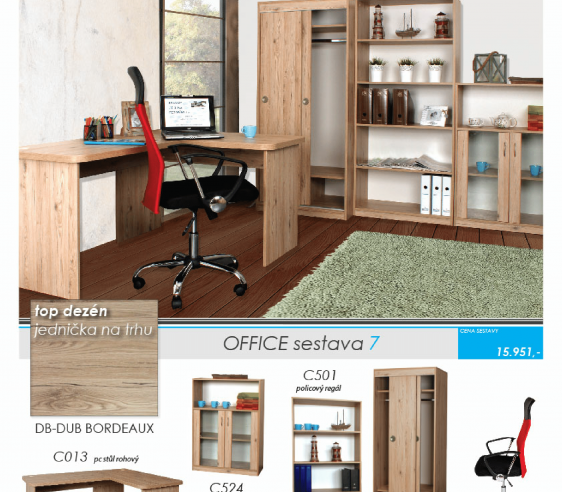 top dezén
jednička na trhu
OFFICE sestava 7
CENA SESTAVY
15.951,-
DB-DUB BORDEAUX
C501
policový regál
C013 pc stůl rohový
C524